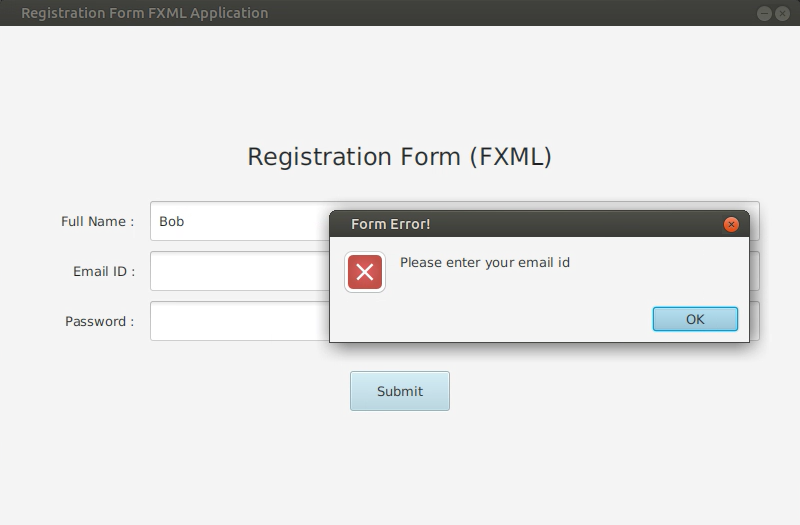 Registration Form FXML Application
Registration Form (FXML)
Full Name :
Bob
Form Error!
Please enter your email id
Email ID :
OK
Password :
Submit